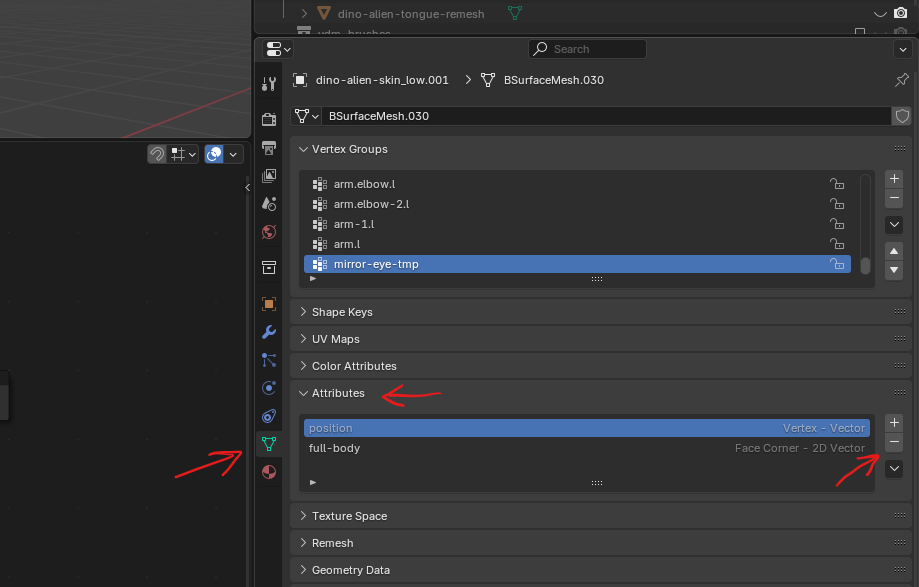 dino-alien-tongue-remesh
vdm_brushes
Search
dino-alien-skin_low.001 > BSurfaceMesh.030
BSurfaceMesh.030
Vertex Groups
arm.elbow.l
arm.elbow-2.l
arm-1.l
arm.l
mirror-eye-tmp
Shape Keys
UV Maps
Color Attributes
Attributes
position Vertex - Vector
full-body Face Corner - 2D Vector
Texture Space
Remesh
Geometry Data